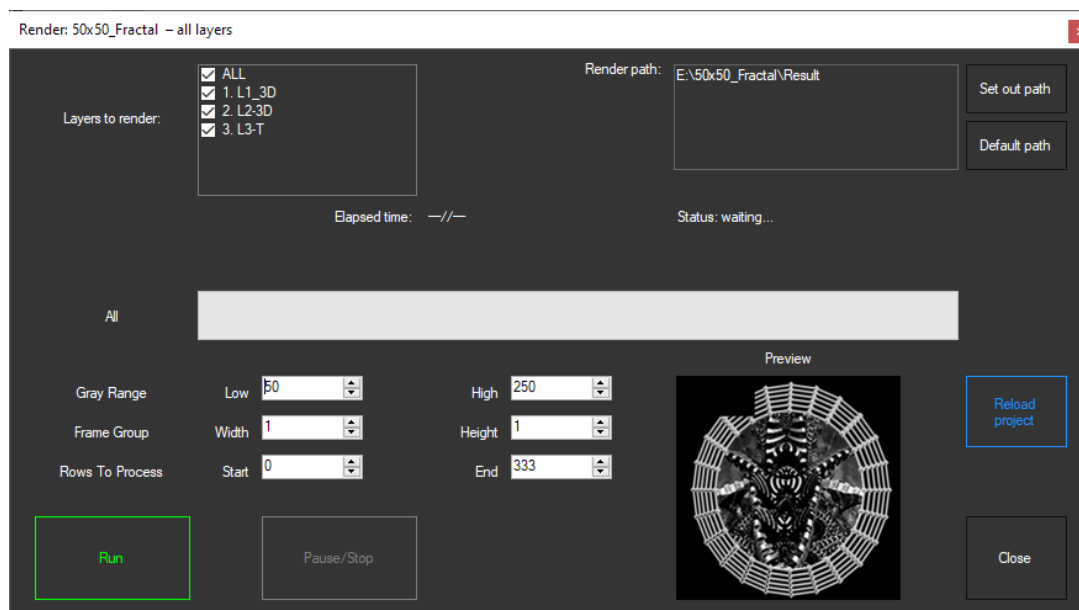 Render: 50x50_Fractal – all layers
Layers to render:
ALL
1. L1_3D
2. L2-3D
3. L3-T
Render path:
E:\50x50_Fractal\Result
Set out path
Default path
Elapsed time: —//—
Status: waiting...
All
Preview
Gray Range Low 50 High 250
Frame Group Width 1 Height 1
Rows To Process Start 0 End 333
Reload
project
Run
Pause/Stop
Close